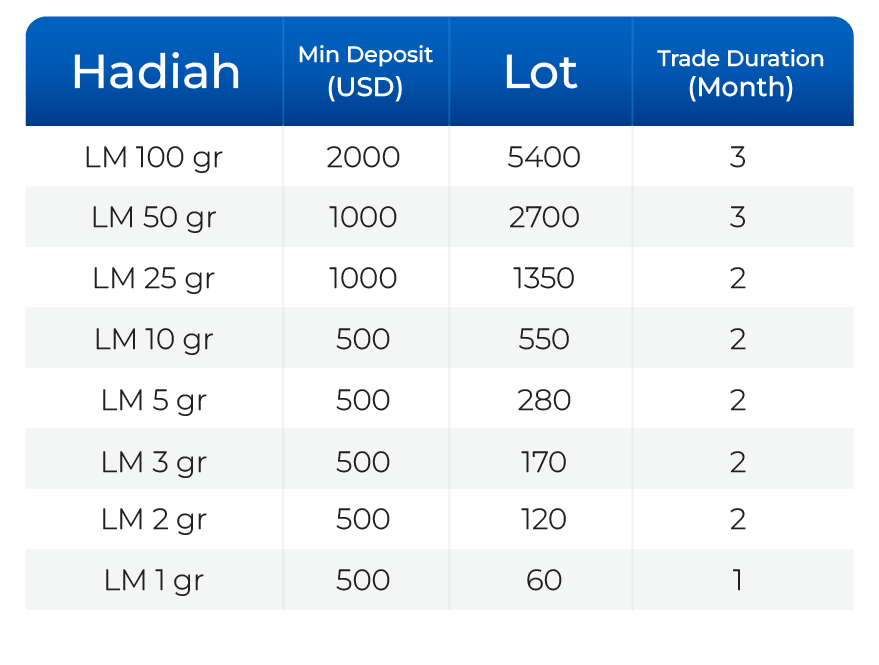 Hadiah Min Deposit (USD) Lot Trade Duration (Month)
LM 100 gr 2000 5400 3
LM 50 gr 1000 2700 3
LM 25 gr 1000 1350 2
LM 10 gr 500 550 2
LM 5 gr 500 280 2
LM 3 gr 500 170 2
LM 2 gr 500 120 2
LM 1 gr 500 60 1